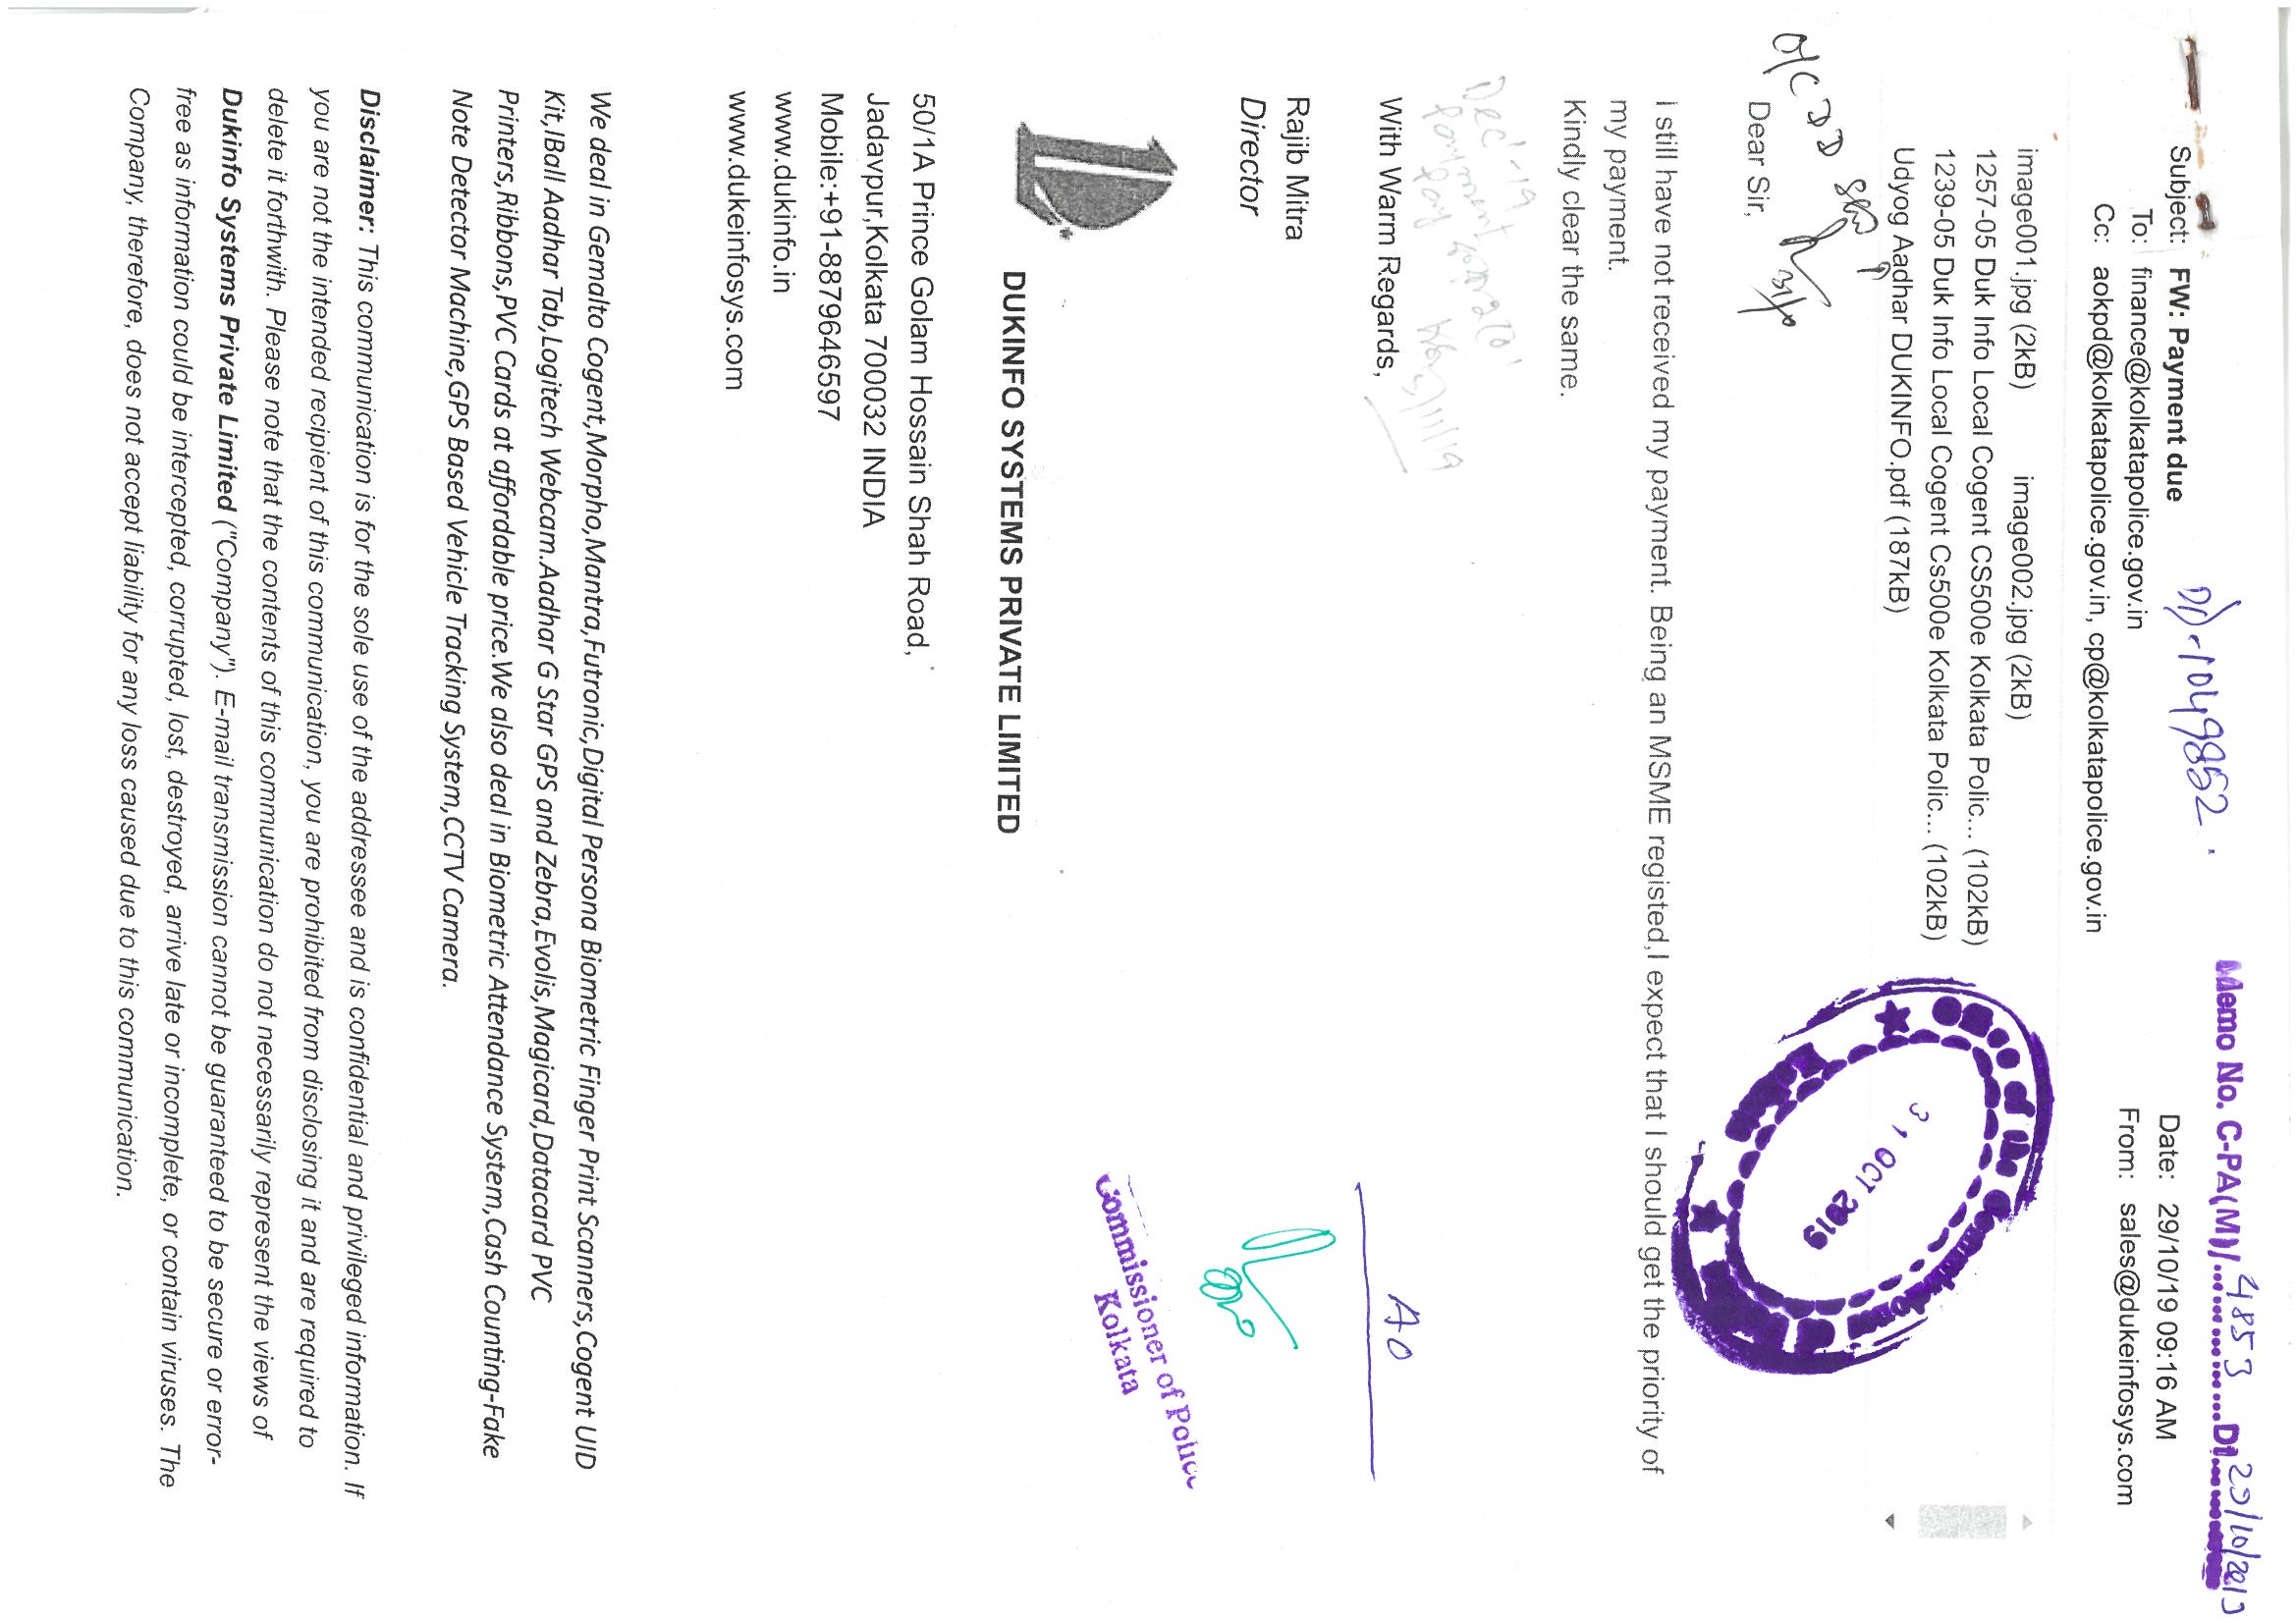 Memo No. C-PA(M)/.....4853.....Dt.29/10/2019
Subject: FW: Payment due
Date: 29/10/19 09:16 AM
To: finance@kolkatapolice.gov.in
From: sales@dukeinfosys.com
Cc: aokpd@kolkatapolice.gov.in, cp@kolkatapolice.gov.in
image001.jpg (2kB) image002.jpg (2kB)
1257-05 Duk Info Local Cogent CS500e Kolkata Polic... (102kB)
1239-05 Duk Info Local Cogent Cs500e Kolkata Polic... (102kB)
Udyog Aadhar DUKINFO.pdf (187kB)
31 OCT 2019
O/C DD
Dear Sir,
I still have not received my payment. Being an MSME registed,I expect that I should get the priority of
my payment.
Kindly clear the same.
Dec'-19
payment
With Warm Regards,
AO
Rajib Mitra
Director
Commissioner of Police
Kolkata
DUKINFO SYSTEMS PRIVATE LIMITED
50/1A Prince Golam Hossain Shah Road,
Jadavpur,Kolkata 700032 INDIA
Mobile:+91-8879646597
www.dukinfo.in
www.dukeinfosys.com
We deal in Gemalto Cogent,Morpho,Mantra,Futronic,Digital Persona Biometric Finger Print Scanners,Cogent UID
Kit,IBall Aadhar Tab,Logitech Webcam.Aadhar G Star GPS and Zebra,Evolis,Magicard,Datacard PVC
Printers,Ribbons,PVC Cards at affordable price.We also deal in Biometric Attendance System,Cash Counting-Fake
Note Detector Machine,GPS Based Vehicle Tracking System,CCTV Camera.
Disclaimer: This communication is for the sole use of the addressee and is confidential and privileged information. If
you are not the intended recipient of this communication, you are prohibited from disclosing it and are required to
delete it forthwith. Please note that the contents of this communication do not necessarily represent the views of
Dukinfo Systems Private Limited ("Company"). E-mail transmission cannot be guaranteed to be secure or error-
free as information could be intercepted, corrupted, lost, destroyed, arrive late or incomplete, or contain viruses. The
Company, therefore, does not accept liability for any loss caused due to this communication.